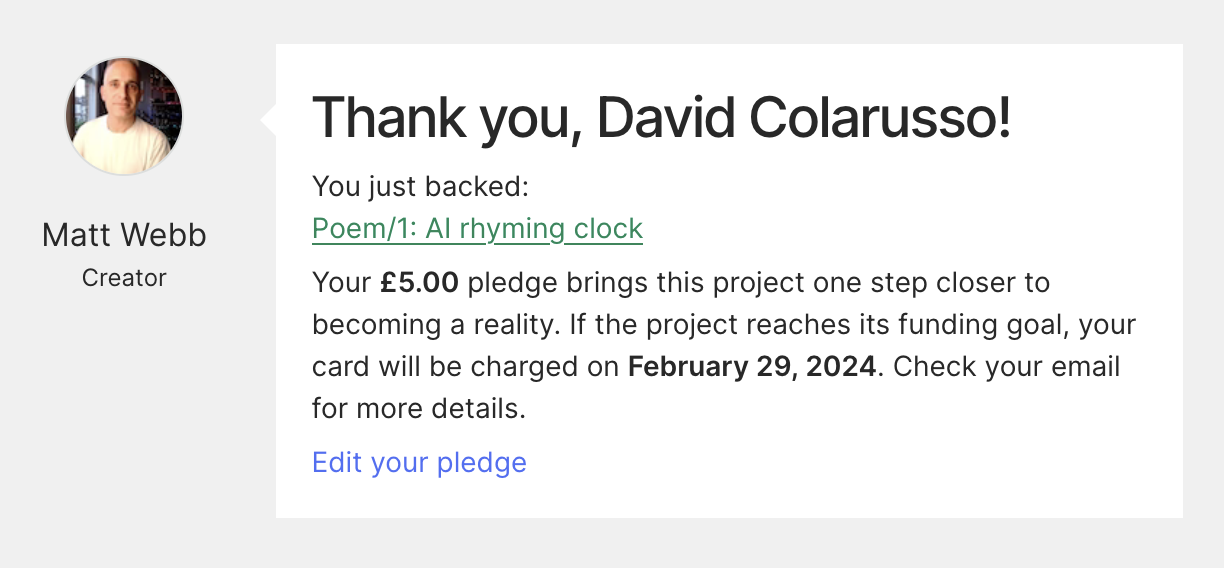 Matt Webb
Creator
Thank you, David Colarusso!
You just backed:
Poem/1: AI rhyming clock
Your £5.00 pledge brings this project one step closer to
becoming a reality. If the project reaches its funding goal, your
card will be charged on February 29, 2024. Check your email
for more details.
Edit your pledge